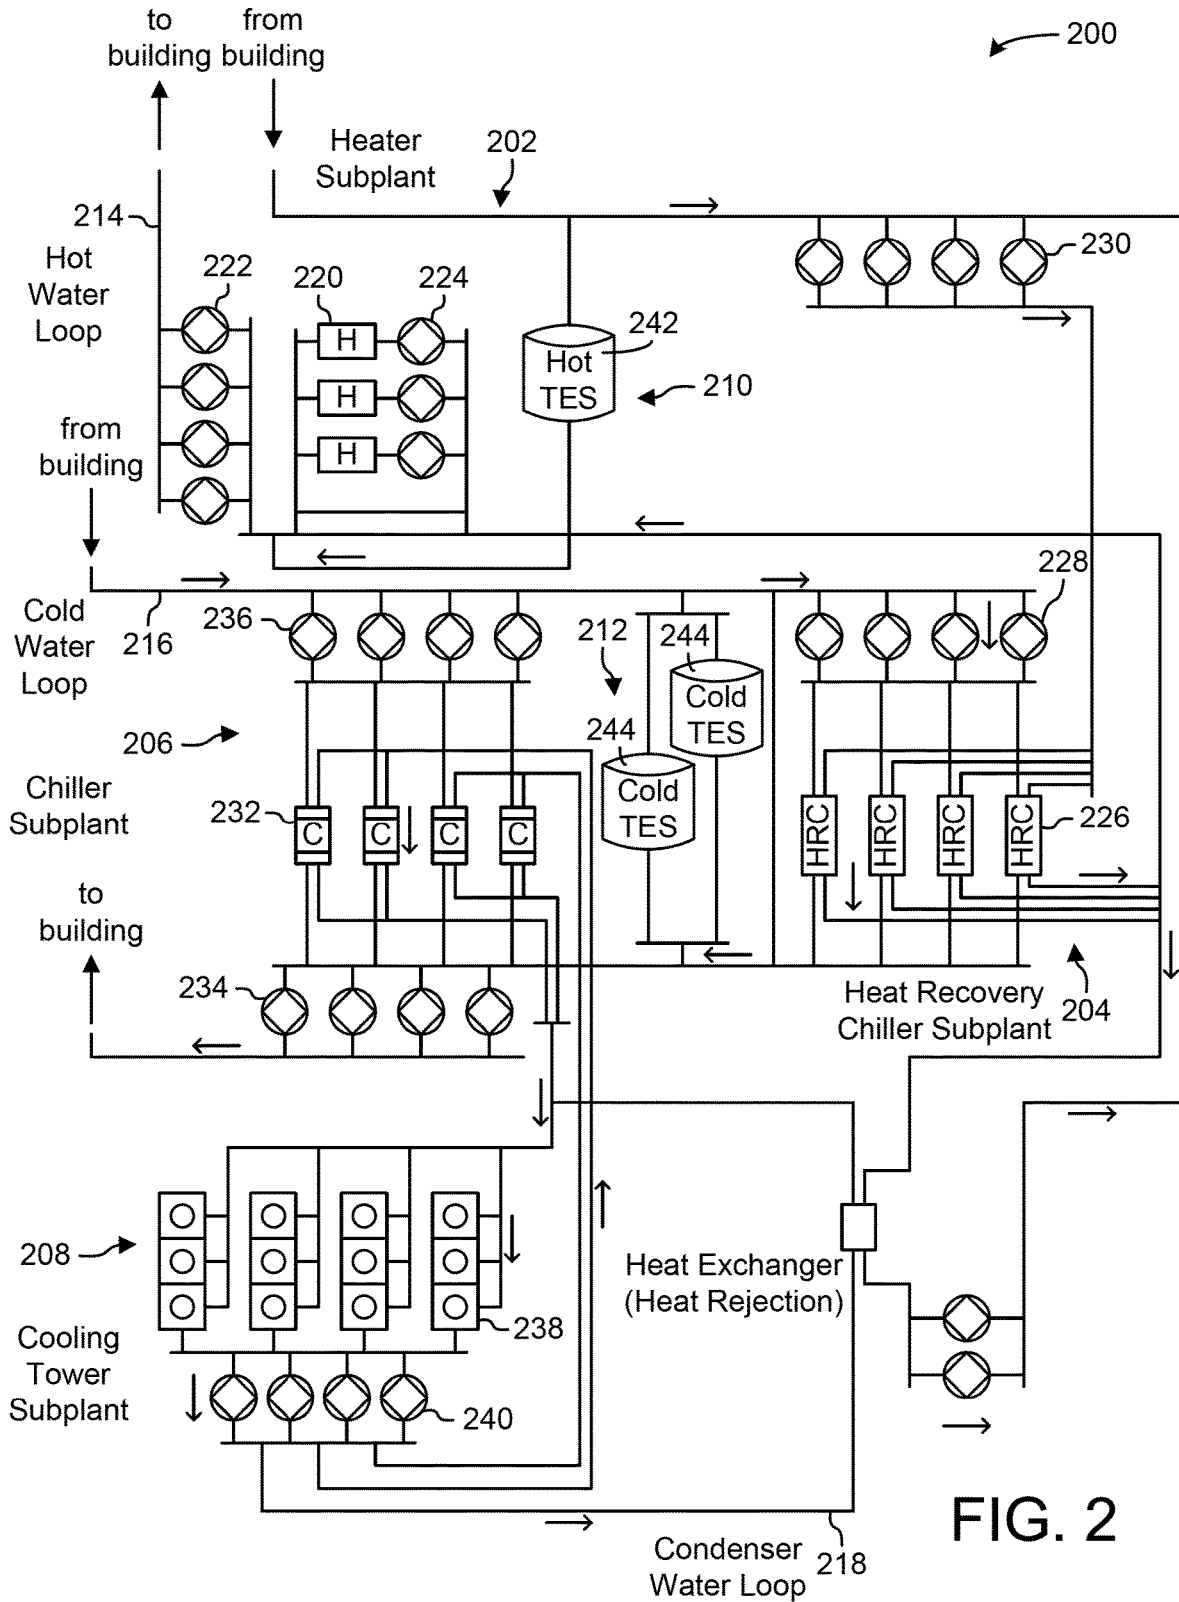 to
building
from
building
200
Heater
Subplant
202
214
Hot
Water
Loop
222
220
224
H
H
H
242
Hot
TES
210
230
from
building
Cold
Water
Loop
216
236
212
244
Cold
TES
244
Cold
TES
228
206
Chiller
Subplant
232
C
C
C
C
HRC
HRC
HRC
HRC
226
to
building
234
Heat Recovery
Chiller Subplant
204
208
238
Cooling
Tower
Subplant
240
Heat Exchanger
(Heat Rejection)
Condenser
Water Loop
218
FIG. 2